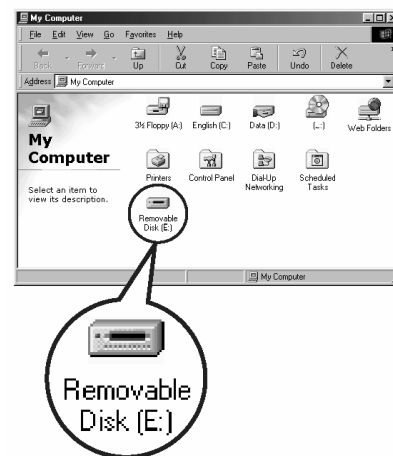 My Computer
File Edit View Go Favorites Help
Back Forward Up Cut Copy Paste Undo Delete
Address My Computer
My
Computer
Select an item to
view its description.
3½ Floppy (A:) English (C:) Data (D:) (_:) Web Folders
Printers Control Panel Dial-Up
Networking Scheduled
Tasks
Removable
Disk (E:)
My Computer
Removable
Disk (E:)